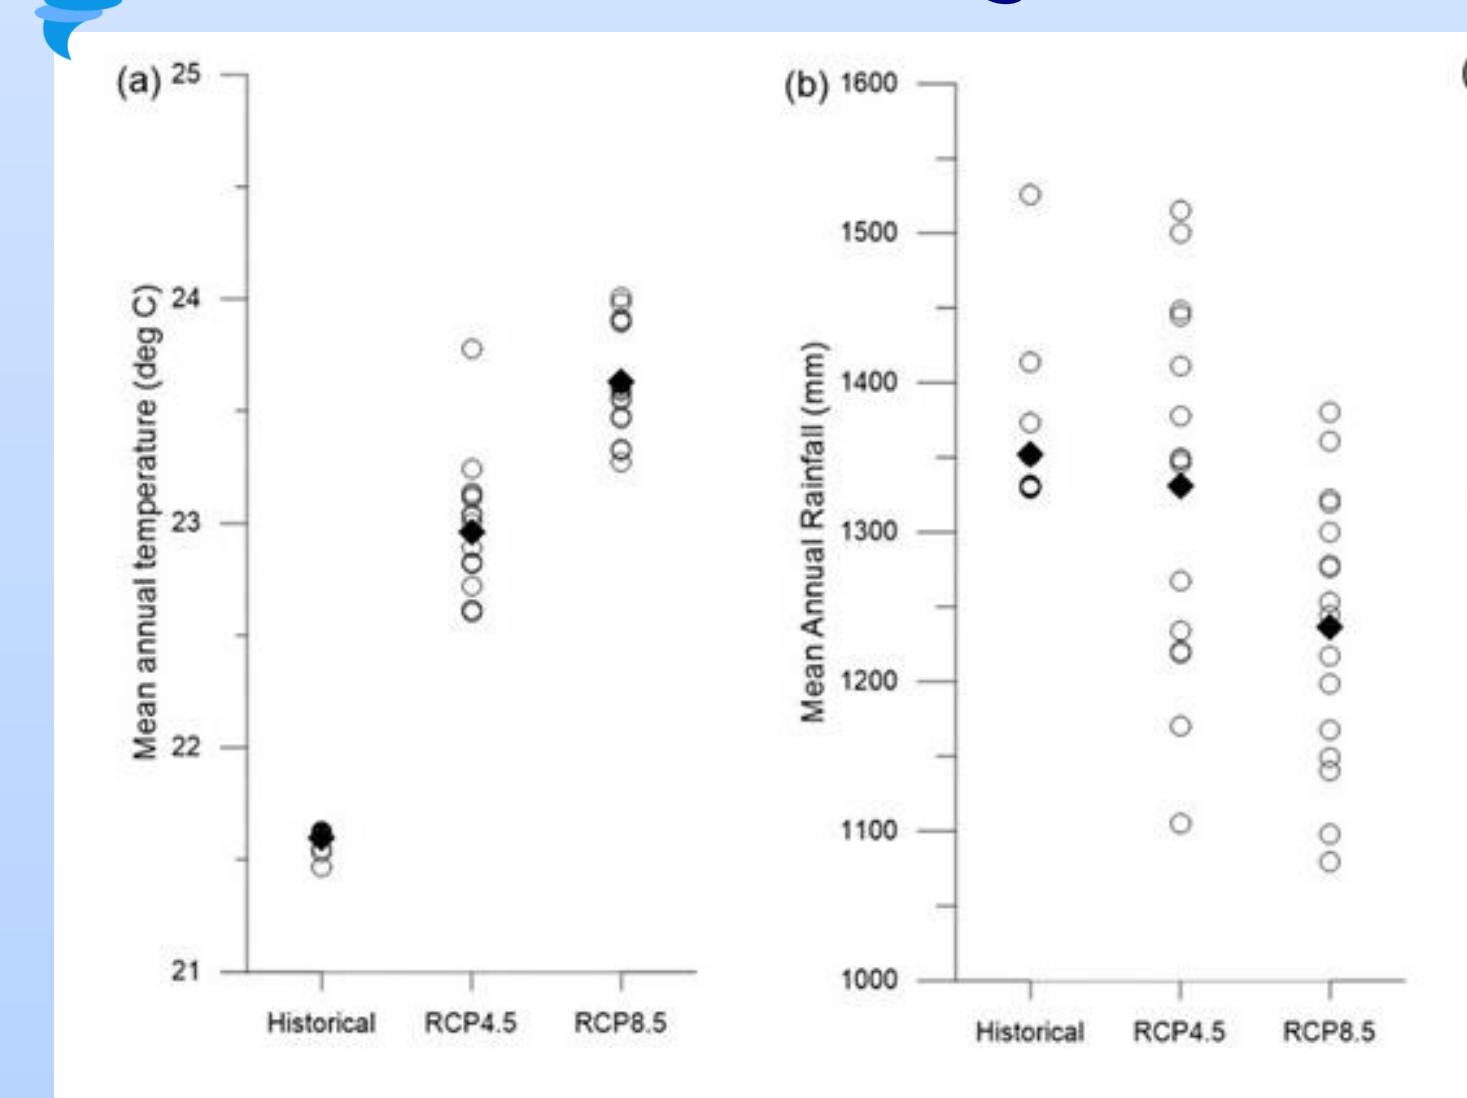 (a)
25
24
23
22
21
Mean annual temperature (deg C)
Historical RCP4.5 RCP8.5
(b)
1600
1500
1400
1300
1200
1100
1000
Mean Annual Rainfall (mm)
Historical RCP4.5 RCP8.5